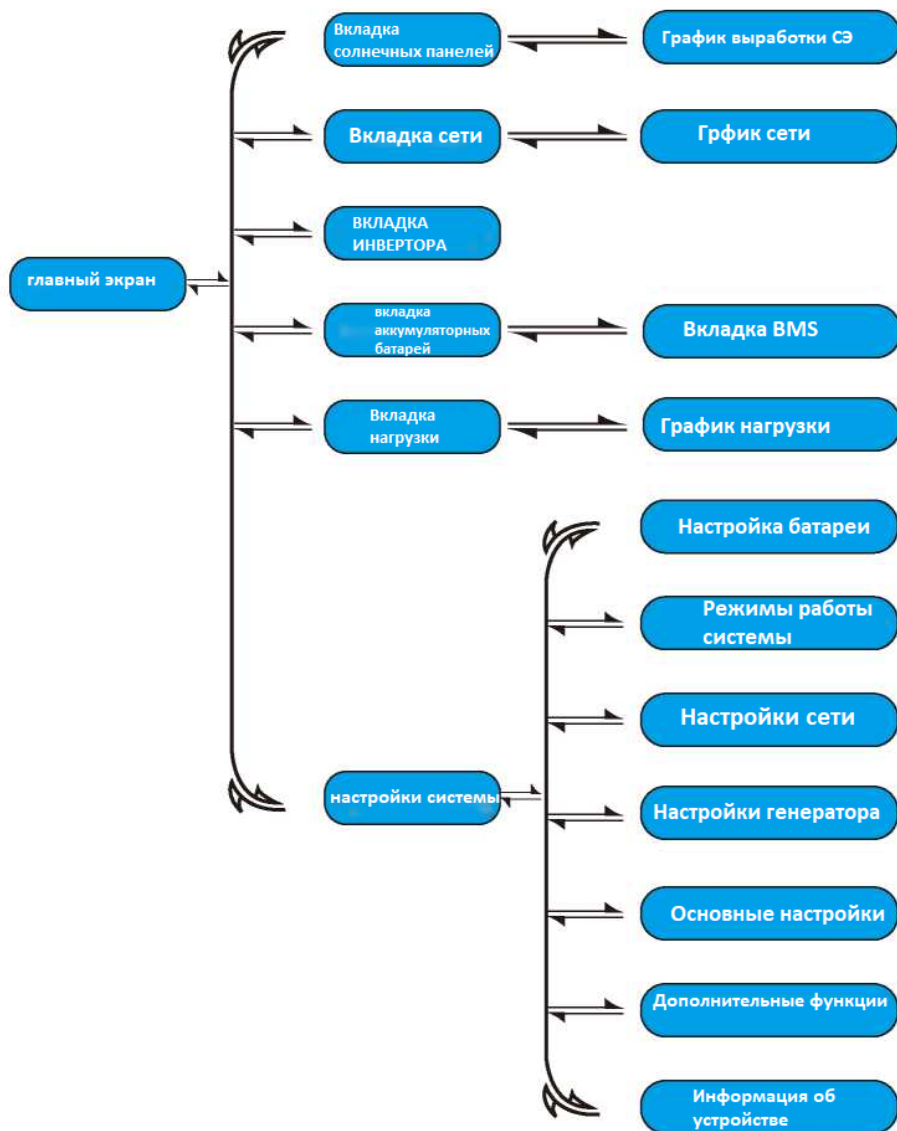 Вкладка
солнечных панелей
График выработки СЭ
Вкладка сети
Грфик сети
ВКЛАДКА
ИНВЕРТОРА
главный экран
вкладка
аккумуляторных
батарей
Вкладка BMS
Вкладка
нагрузки
График нагрузки
Настройка батареи
Режимы работы
системы
Настройки сети
настройки системы
Настройки генератора
Основные настройки
Дополнительные функции
Информация об
устройстве